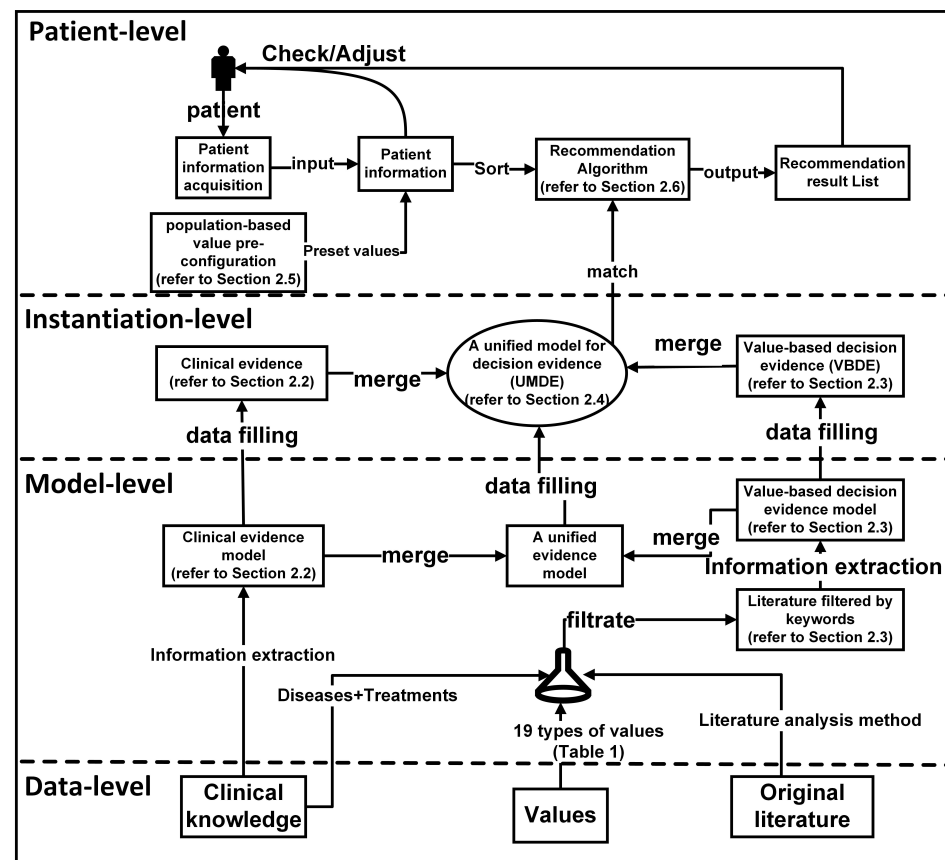 Patient-level
Check/Adjust
patient
Patient
information
acquisition
input
Patient
information
Sort
Recommendation
Algorithm
(refer to Section 2.6)
output
Recommendation
result List
population-based
value pre-
configuration
(refer to Section 2.5)
Preset values
match
Instantiation-level
Clinical evidence
(refer to Section 2.2)
merge
A unified model for
decision evidence
(UMDE)
(refer to Section 2.4)
merge
Value-based decision
evidence (VBDE)
(refer to Section 2.3)
data filling
data filling
Model-level
data filling
Value-based decision
evidence model
(refer to Section 2.3)
Clinical evidence
model
(refer to Section 2.2)
merge
A unified
evidence
model
merge
Information extraction
Literature filtered by
keywords
(refer to Section 2.3)
filtrate
Information extraction
Diseases+Treatments
19 types of values
(Table 1)
Literature analysis method
Data-level
Clinical
knowledge
Values
Original
literature